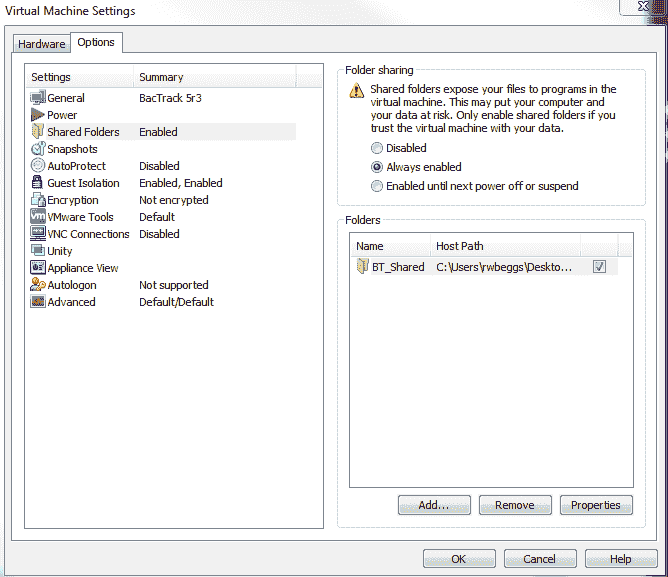 Virtual Machine Settings
Hardware Options
Settings Summary
General BacTrack 5r3
Power
Shared Folders Enabled
Snapshots
AutoProtect Disabled
Guest Isolation Enabled, Enabled
Encryption Not encrypted
VMware Tools Default
VNC Connections Disabled
Unity
Appliance View
Autologon Not supported
Advanced Default/Default
Folder sharing
Shared folders expose your files to programs in the
virtual machine. This may put your computer and
your data at risk. Only enable shared folders if you
trust the virtual machine with your data.
Disabled
Always enabled
Enabled until next power off or suspend
Folders
Name Host Path
BT_Shared C:\Users\rwbeggs\Deskto...
Add... Remove Properties
OK Cancel Help